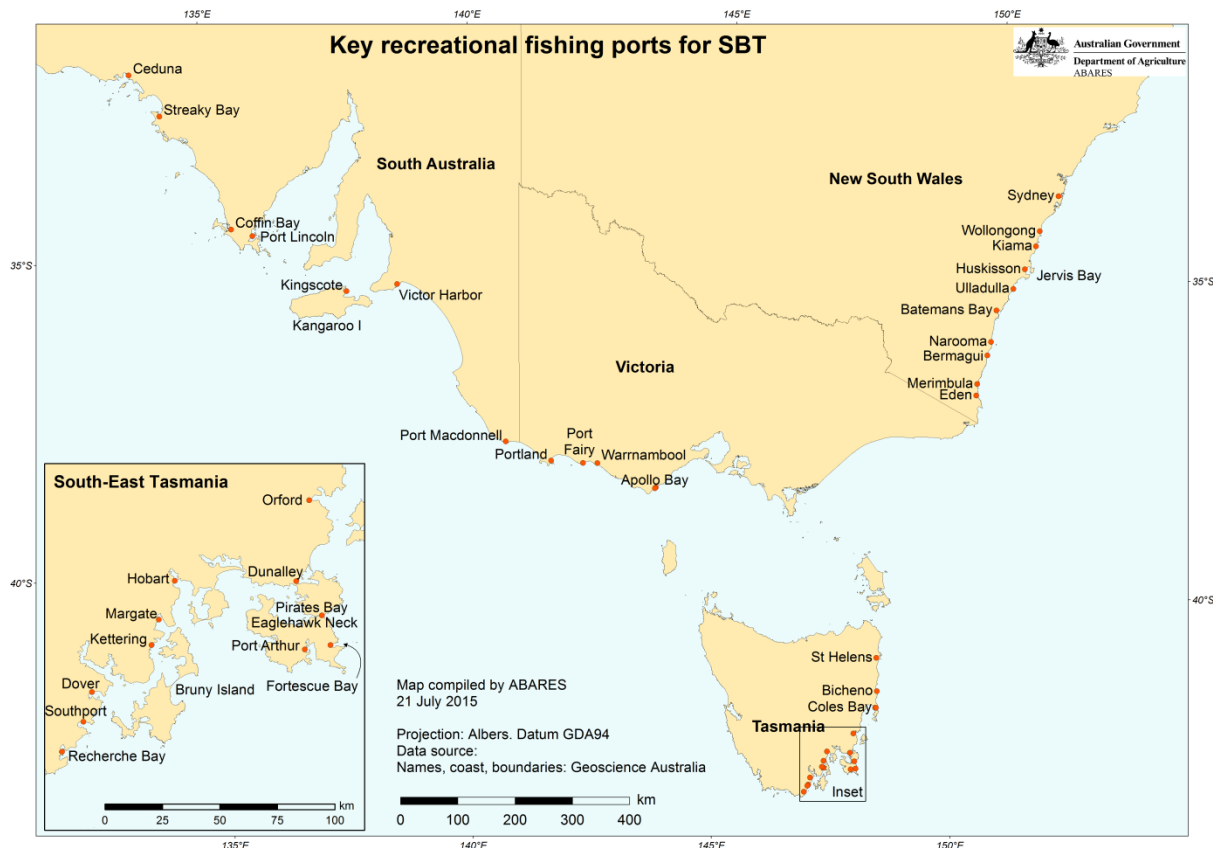 135°E 140°E 145°E 150°E
Key recreational fishing ports for SBT
Australian Government
Department of Agriculture
ABARES
Ceduna
Streaky Bay
South Australia
New South Wales
Sydney
Coffin Bay
Port Lincoln
Wollongong
Kiama
35°S
Huskisson
Jervis Bay
35°S
Kingscote
Victor Harbor
Ulladulla
Kangaroo I
Batemans Bay
Narooma
Bermagui
Victoria
Merimbula
Eden
Port Macdonnell
Port
Fairy
Portland
Warrnambool
Apollo Bay
South-East Tasmania
Orford
Hobart
Dunalley
40°S
40°S
Pirates Bay
Margate
Eaglehawk Neck
Kettering
Port Arthur
Fortescue Bay
Dover
Bruny Island
Southport
Recherche Bay
km
0 25 50 75 100
Map compiled by ABARES
21 July 2015
Projection: Albers. Datum GDA94
Data source:
Names, coast, boundaries: Geoscience Australia
km
0 100 200 300 400
St Helens
Bicheno
Coles Bay
Tasmania
Inset
135°E 140°E 145°E 150°E